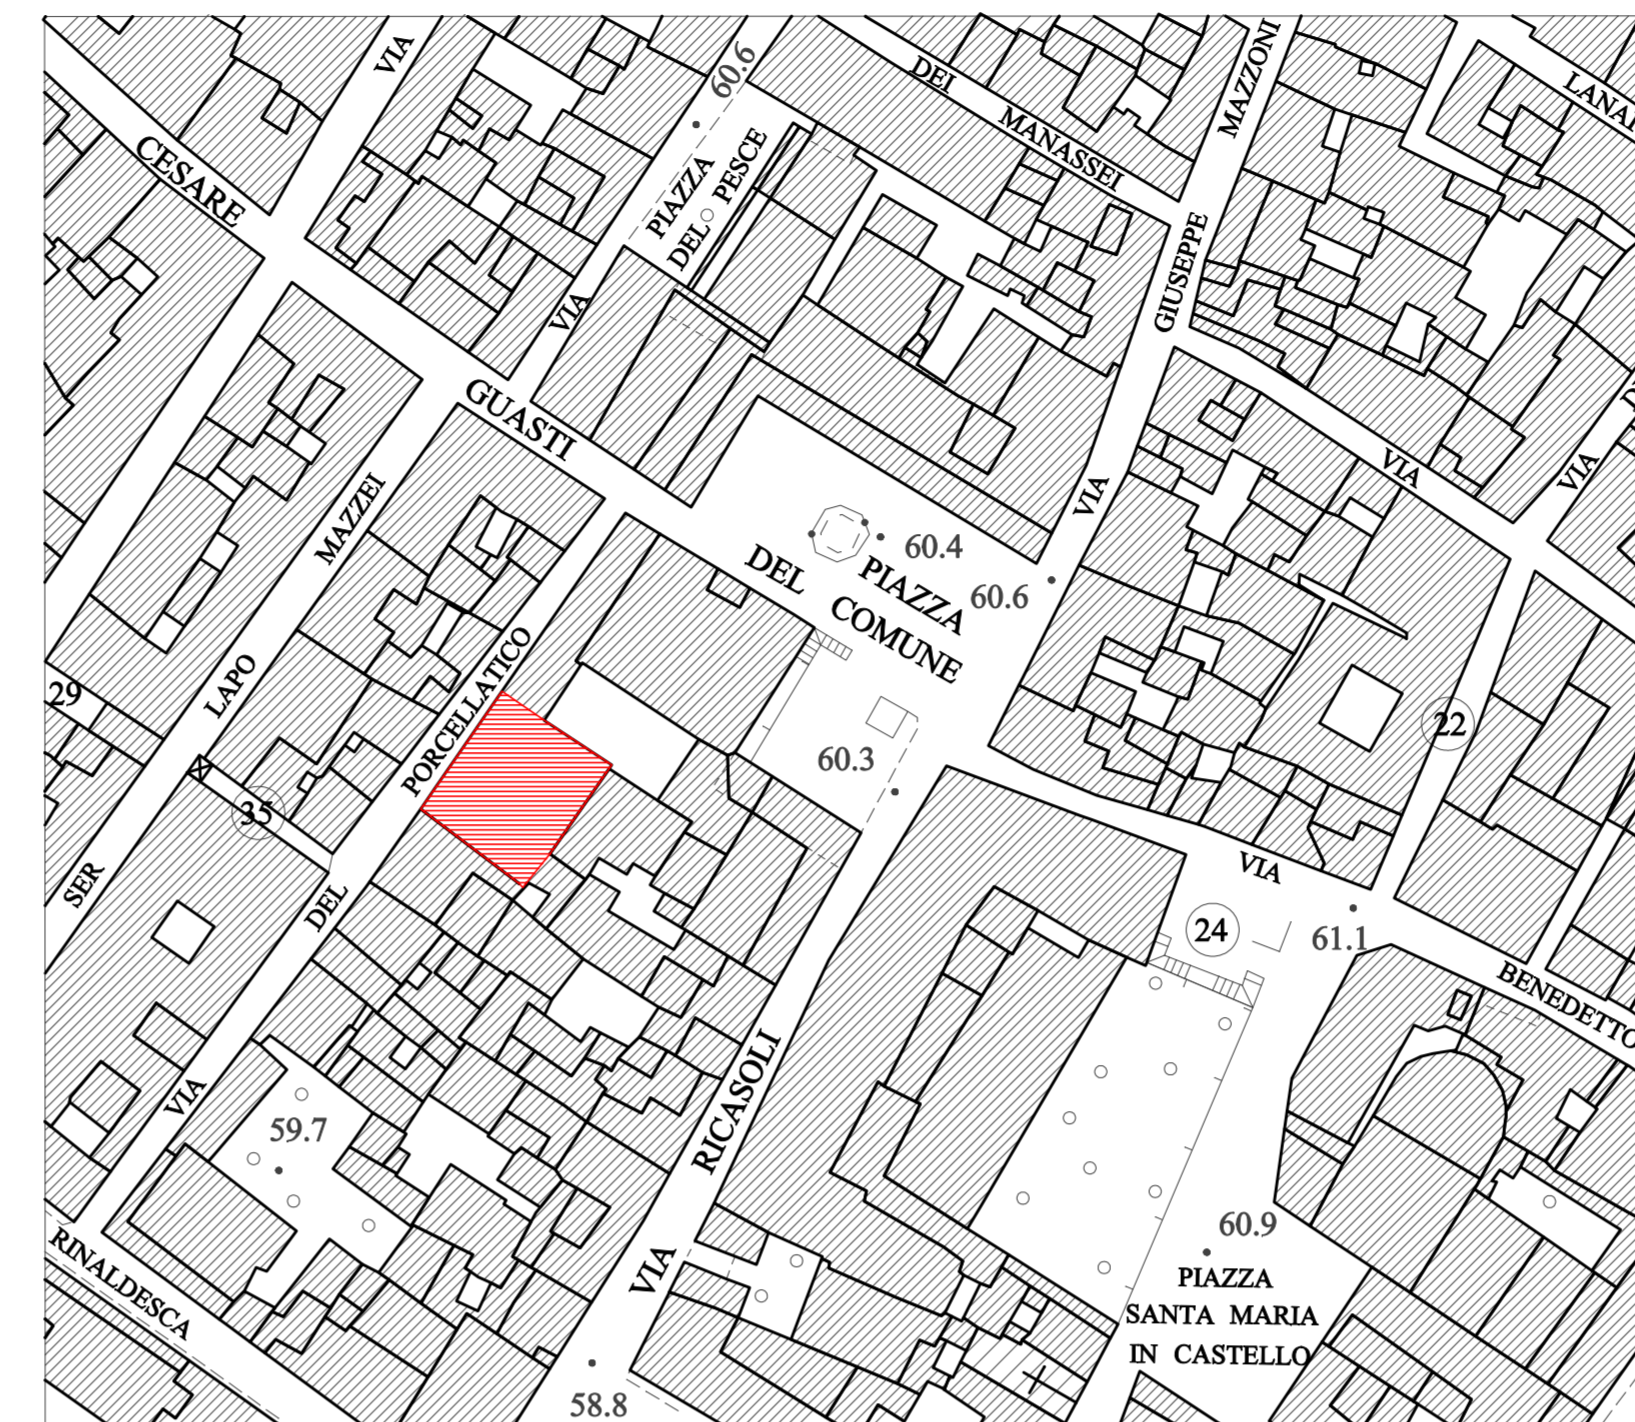 VIA
60.6
DEI
MANASSEI
MAZZONI
LANAI
CESARE
PIAZZA
DEL PESCE
GIUSEPPE
VIA
GUASTI
VIA
VIA
VIA
MAZZEI
60.4
PIAZZA
DEL COMUNE
60.6
LAPO
29
PORCELLATICO
60.3
22
35
SER
VIA
DEL
24
61.1
BENEDETTO
VIA
59.7
RICASOLI
60.9
RINALDESCA
VIA
PIAZZA
SANTA MARIA
IN CASTELLO
58.8